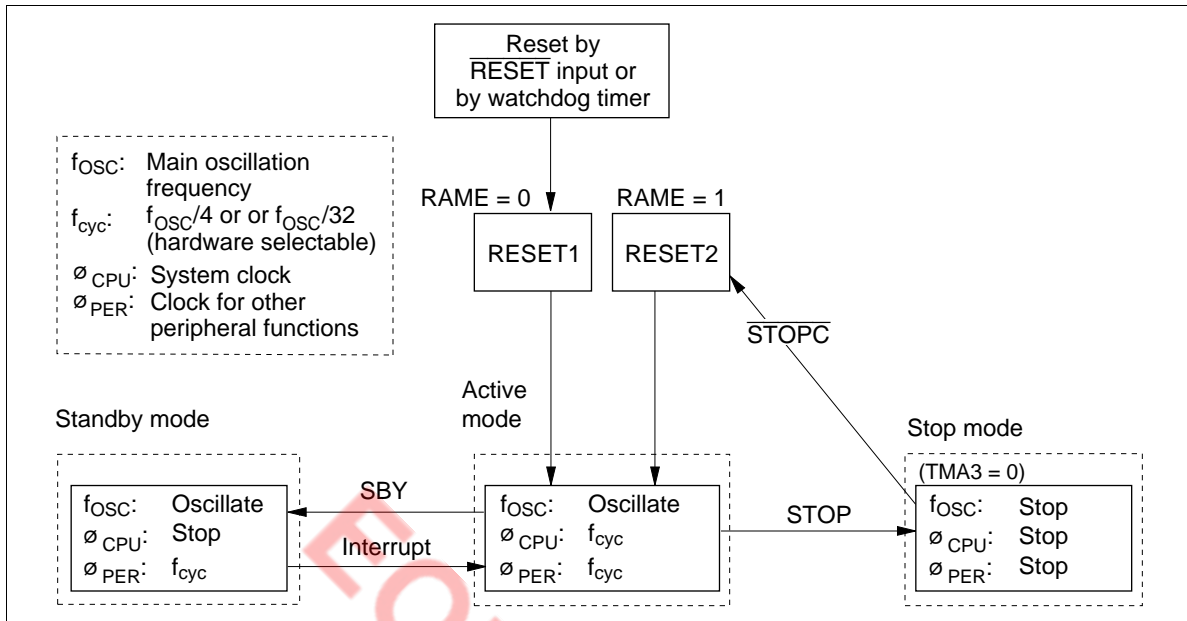 Reset by
RESET input or
by watchdog timer
fOSC: Main oscillation
frequency
fcyc: fOSC/4 or or fOSC/32
(hardware selectable)
ø CPU: System clock
ø PER: Clock for other
peripheral functions
RAME = 0
RAME = 1
RESET1
RESET2
STOPC
Active
mode
Standby mode
Stop mode
(TMA3 = 0)
fOSC: Oscillate
ø CPU: Stop
ø PER: fcyc
SBY
Interrupt
fOSC: Oscillate
ø CPU: fcyc
ø PER: fcyc
STOP
fOSC: Stop
ø CPU: Stop
ø PER: Stop